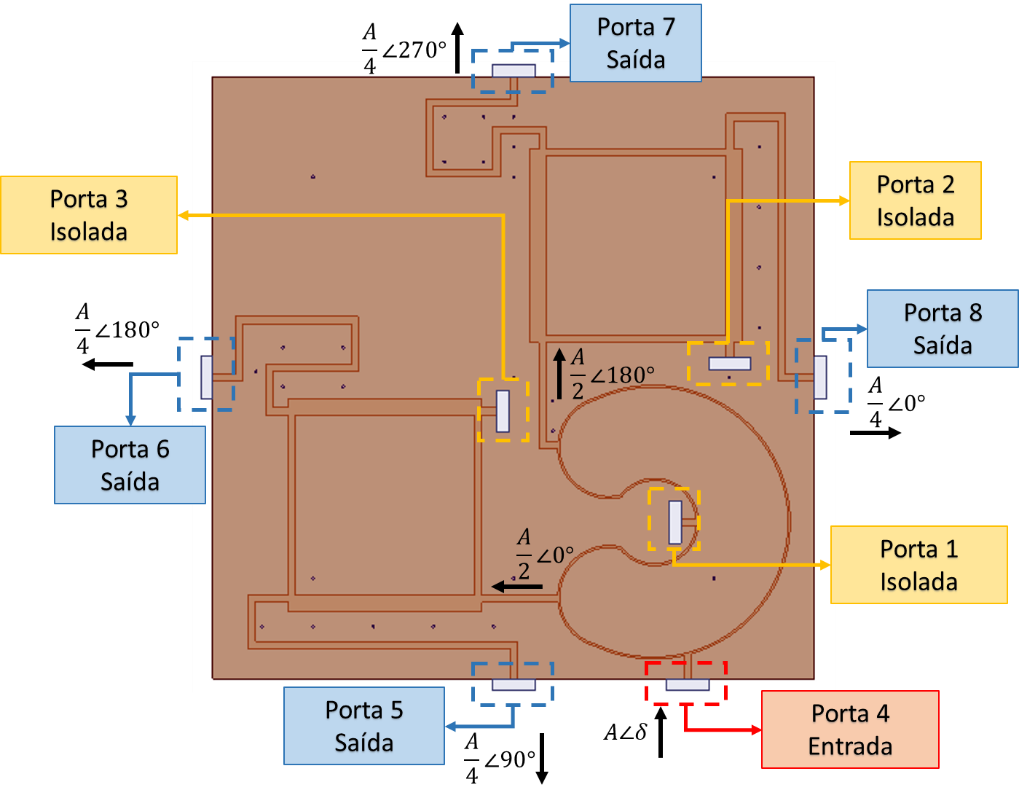 Porta 7
Saída
A/4 ∠270°
Porta 3
Isolada
Porta 2
Isolada
A/4 ∠180°
Porta 8
Saída
A/2 ∠180°
A/4 ∠0°
Porta 6
Saída
A/2 ∠0°
Porta 1
Isolada
Porta 5
Saída
A/4 ∠90°
A∠δ
Porta 4
Entrada